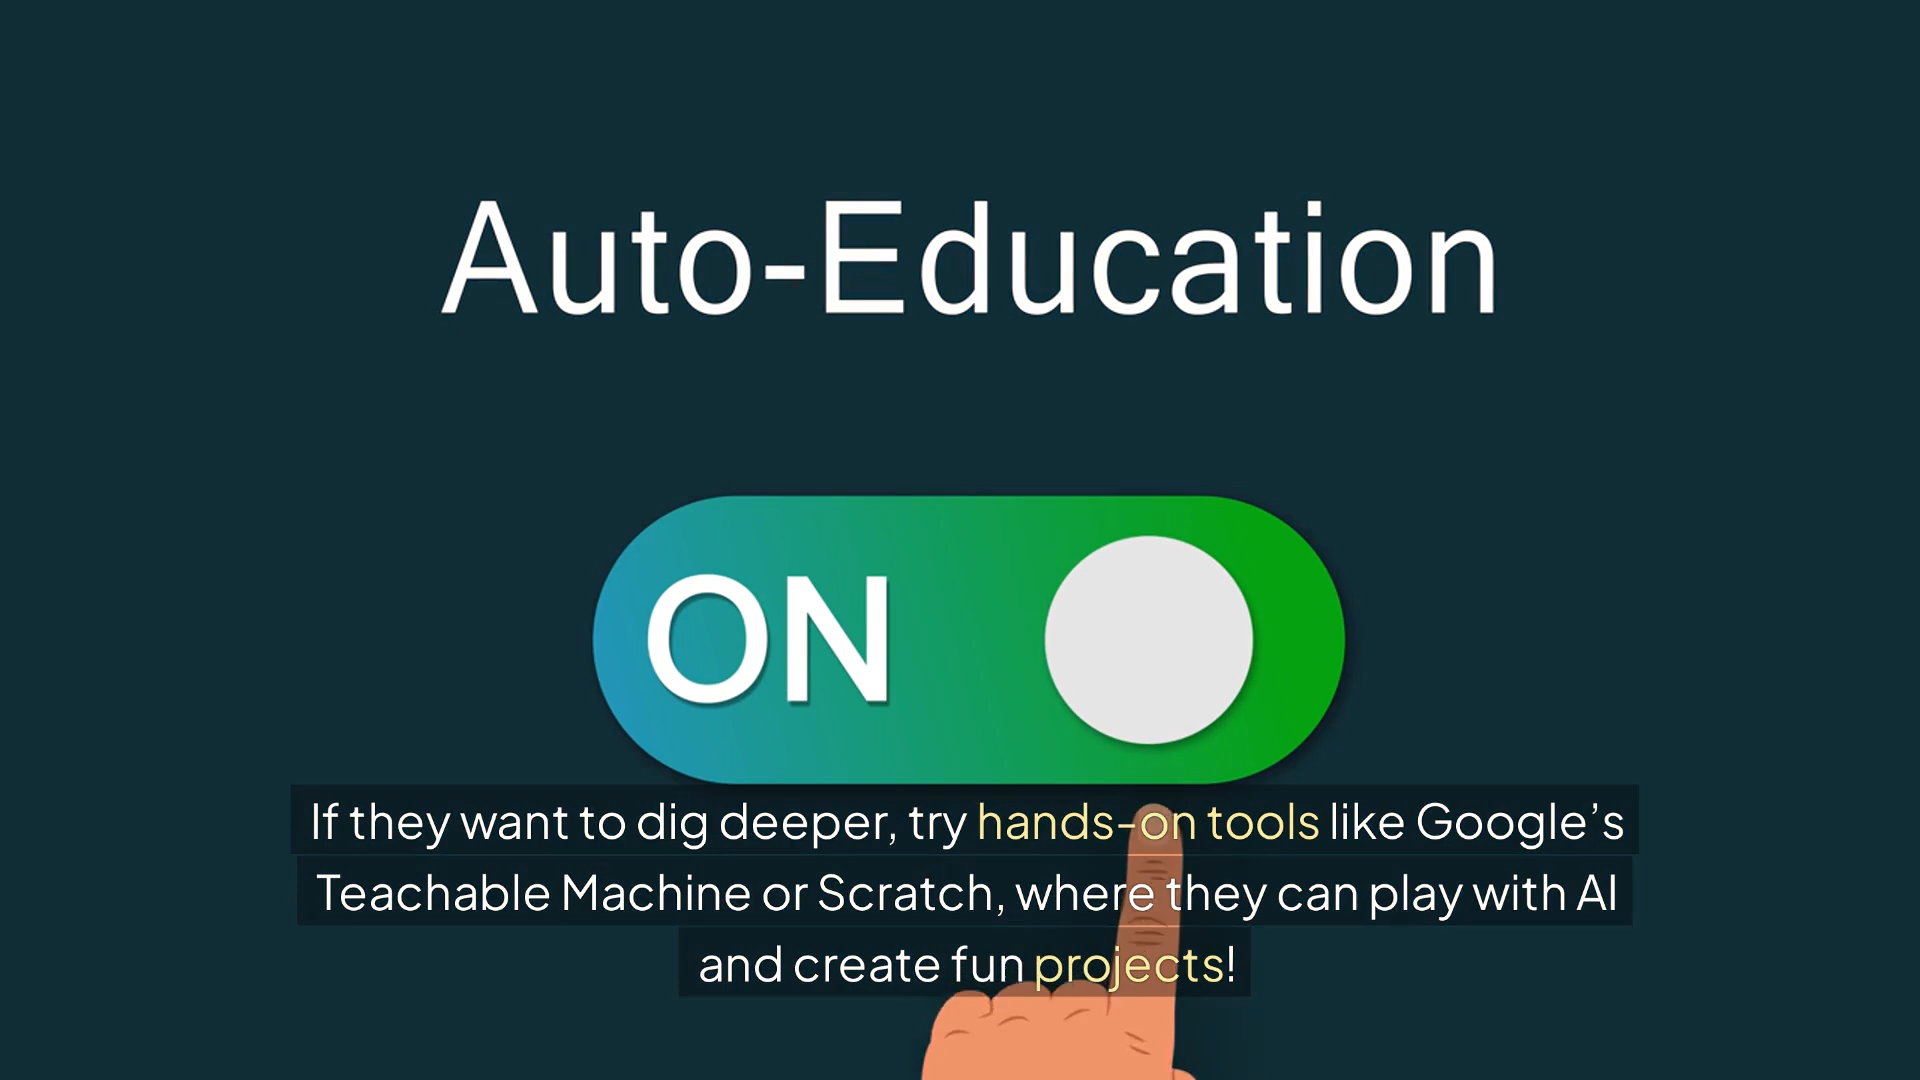 Auto-Education
ON
If they want to dig deeper, try hands-on tools like Google’s
Teachable Machine or Scratch, where they can play with AI
and create fun projects!